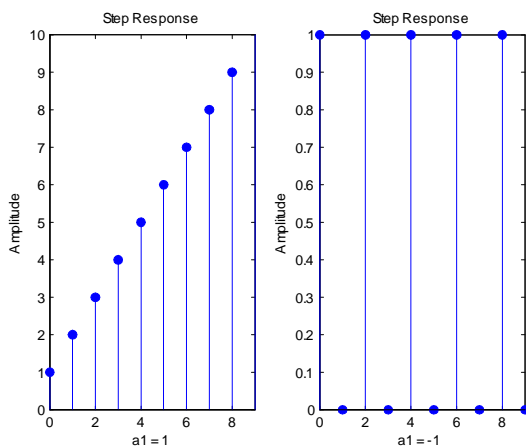 Step Response
10
9
8
7
6
5
4
3
2
1
0
Amplitude
0 2 4 6 8
a1 = 1
Step Response
1
0.9
0.8
0.7
0.6
0.5
0.4
0.3
0.2
0.1
0
Amplitude
0 2 4 6 8
a1 = -1